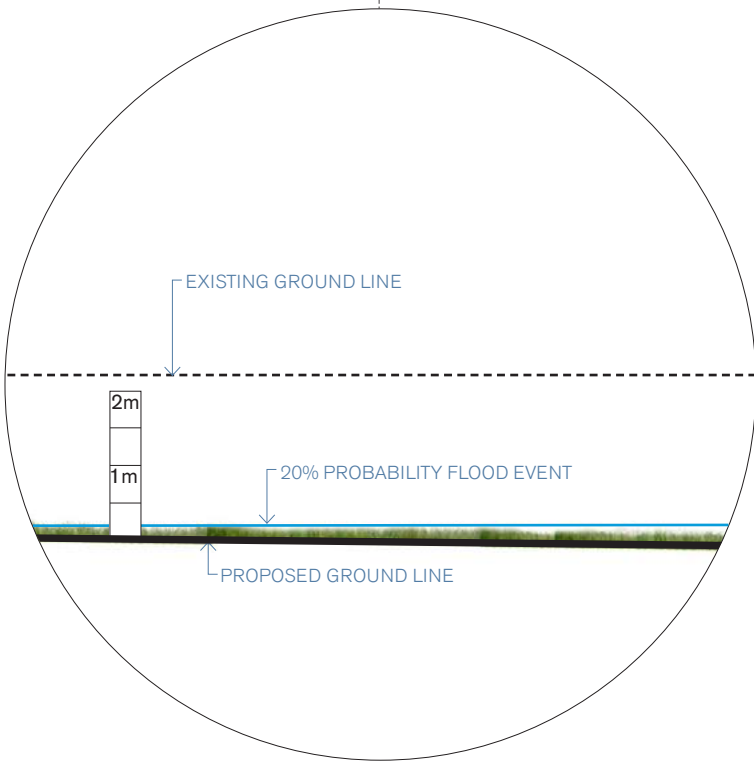 EXISTING GROUND LINE
2m
1m
20% PROBABILITY FLOOD EVENT
PROPOSED GROUND LINE